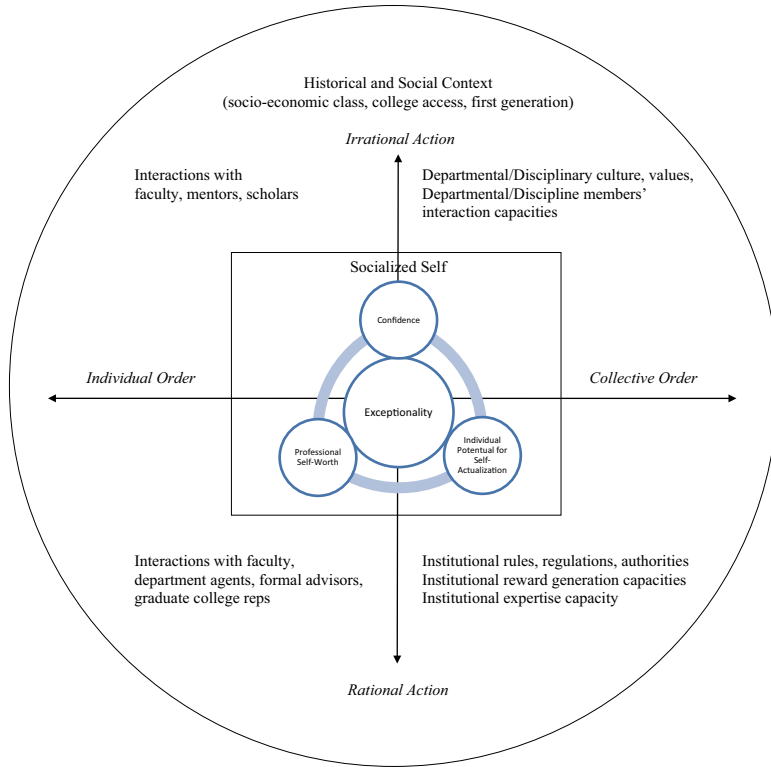 Historical and Social Context
(socio-economic class, college access, first generation)
Irrational Action
Interactions with
faculty, mentors, scholars
Departmental/Disciplinary culture, values,
Departmental/Discipline members'
interaction capacities
Socialized Self
Confidence
Individual Order
Collective Order
Exceptionality
Professional
Self-Worth
Individual
Potentual for
Self-
Actualization
Interactions with faculty,
department agents, formal advisors,
graduate college reps
Institutional rules, regulations, authorities
Institutional reward generation capacities
Institutional expertise capacity
Rational Action